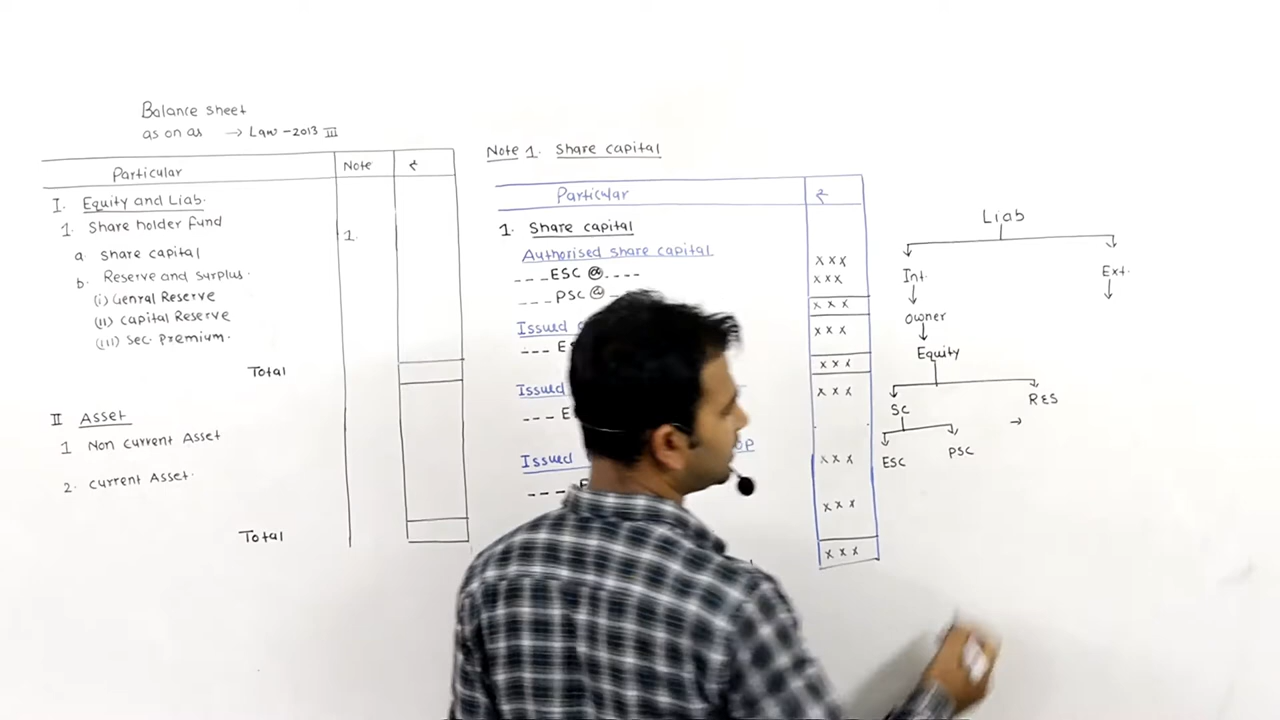 Balance sheet
as on as → Law -2013 III
Particular Note ₹
I. Equity and Liab.
1. Share holder fund
1.
a. share capital
b. Reserve and surplus.
(i) Genral Reserve
(ii) capital Reserve
(iii) Sec. Premium.
Total
II Asset
1 Non current Asset
2. current Asset.
Total
Note 1. Share capital
Particular ₹
1. Share capital
Authorised share capital
--- ESC @ ---- xxx
--- PSC @ xxx
xxx
Issued xxx
--- E
xxx
Issued xxx
--- E
Issued xxx
---
xxx
xxx
Liab
Int. Ext.
Owner
Equity
SC R&S
→
ESC PSC